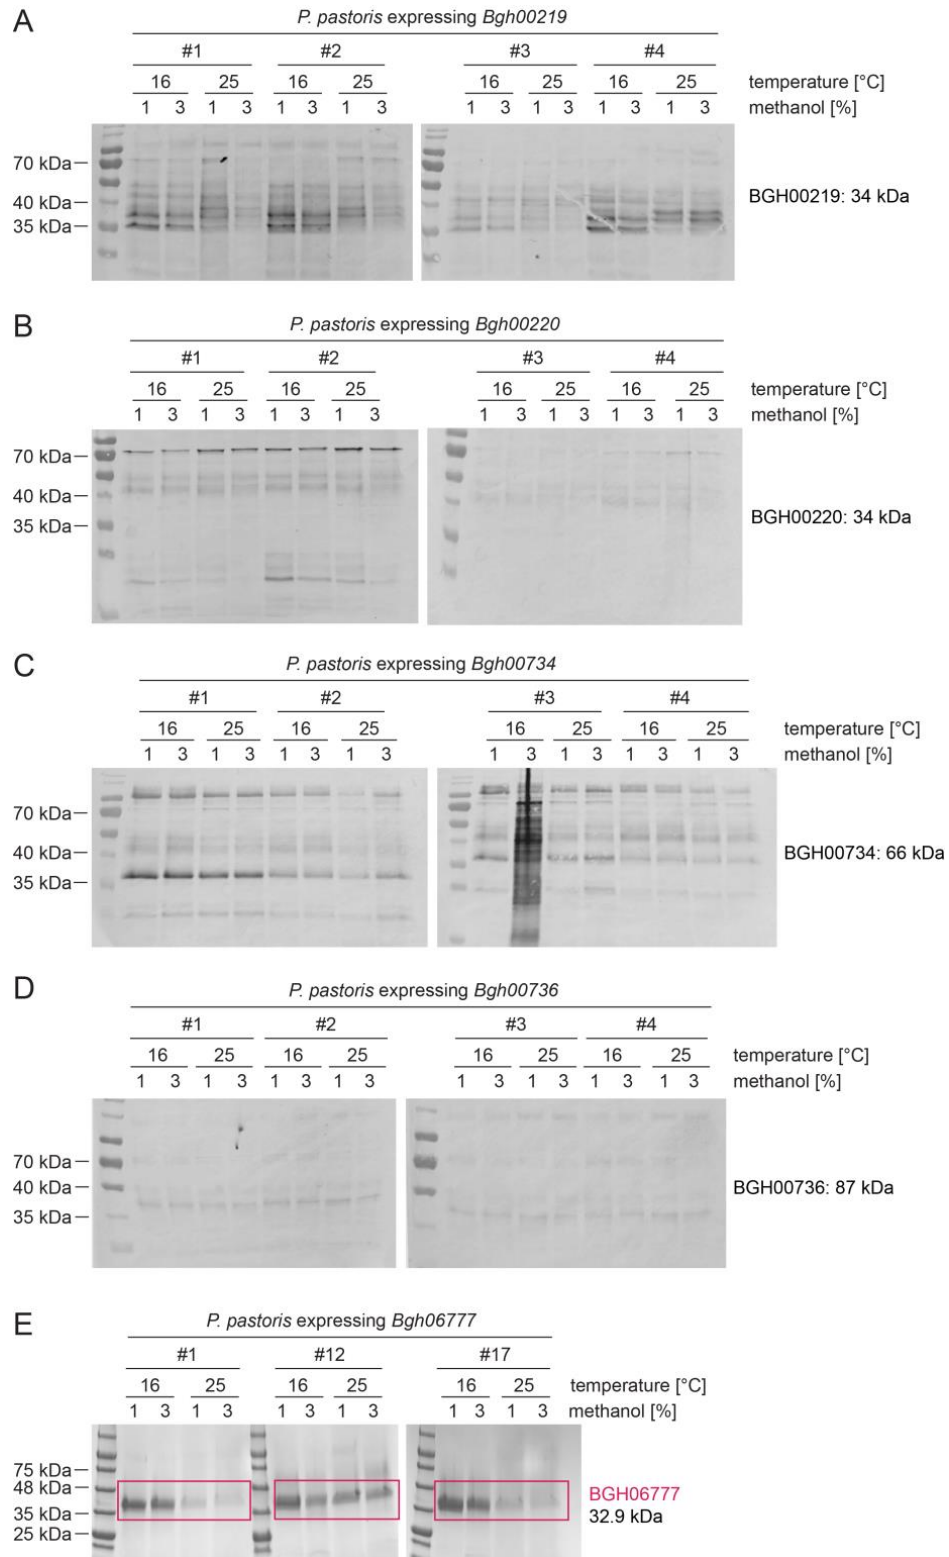 A
P. pastoris expressing Bgh00219
#1 #2 #3 #4
16 25 16 25 16 25 16 25 temperature [°C]
1 3 1 3 1 3 1 3 1 3 1 3 1 3 1 3 methanol [%]
70 kDa
40 kDa
35 kDa
BGH00219: 34 kDa
B
P. pastoris expressing Bgh00220
#1 #2 #3 #4
16 25 16 25 16 25 16 25 temperature [°C]
1 3 1 3 1 3 1 3 1 3 1 3 1 3 1 3 methanol [%]
70 kDa
40 kDa
35 kDa
BGH00220: 34 kDa
C
P. pastoris expressing Bgh00734
#1 #2 #3 #4
16 25 16 25 16 25 16 25 temperature [°C]
1 3 1 3 1 3 1 3 1 3 1 3 1 3 1 3 methanol [%]
70 kDa
40 kDa
35 kDa
BGH00734: 66 kDa
D
P. pastoris expressing Bgh00736
#1 #2 #3 #4
16 25 16 25 16 25 16 25 temperature [°C]
1 3 1 3 1 3 1 3 1 3 1 3 1 3 1 3 methanol [%]
70 kDa
40 kDa
35 kDa
BGH00736: 87 kDa
E
P. pastoris expressing Bgh06777
#1 #12 #17
16 25 16 25 16 25 temperature [°C]
1 3 1 3 1 3 1 3 1 3 1 3 methanol [%]
75 kDa
48 kDa
35 kDa
25 kDa
BGH06777
32.9 kDa